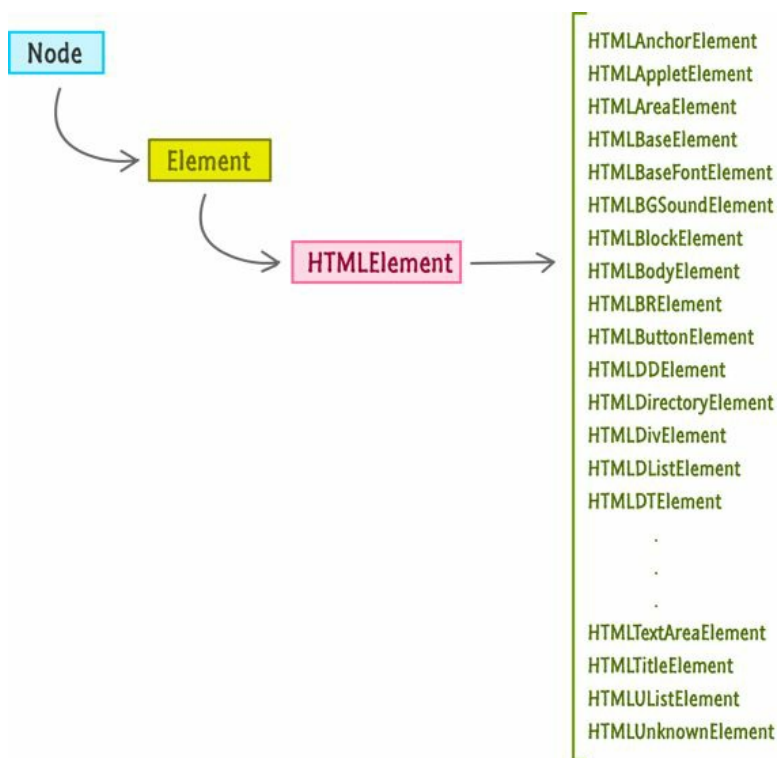 Node
Element
HTMLElement
HTMLAnchorElement
HTMLAppletElement
HTMLAreaElement
HTMLBaseElement
HTMLBaseFontElement
HTMLBGSoundElement
HTMLBlockElement
HTMLBodyElement
HTMLBRElement
HTMLButtonElement
HTMLDDElement
HTMLDirectoryElement
HTMLDivElement
HTMLDListElement
HTMLDTElement
.
.
.
HTMLTextAreaElement
HTMLTitleElement
HTMLUListElement
HTMLUnknownElement